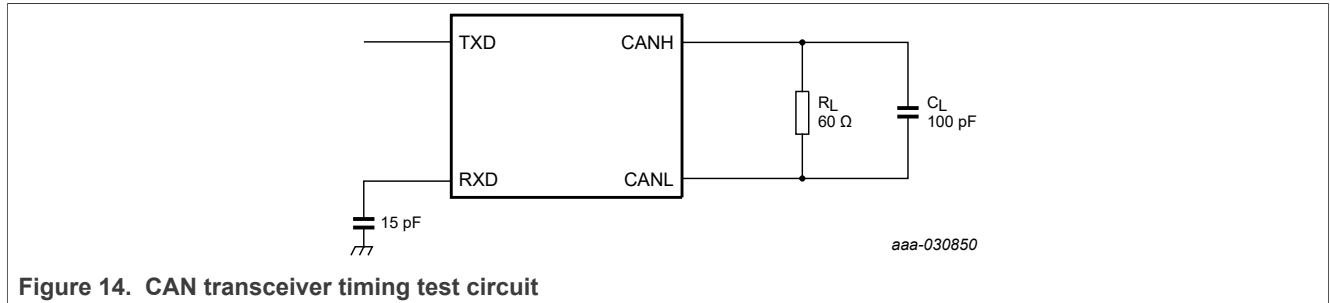 TXD CANH
RL
60 Ω
CL
100 pF
RXD CANL
15 pF
aaa-030850
Figure 14. CAN transceiver timing test circuit